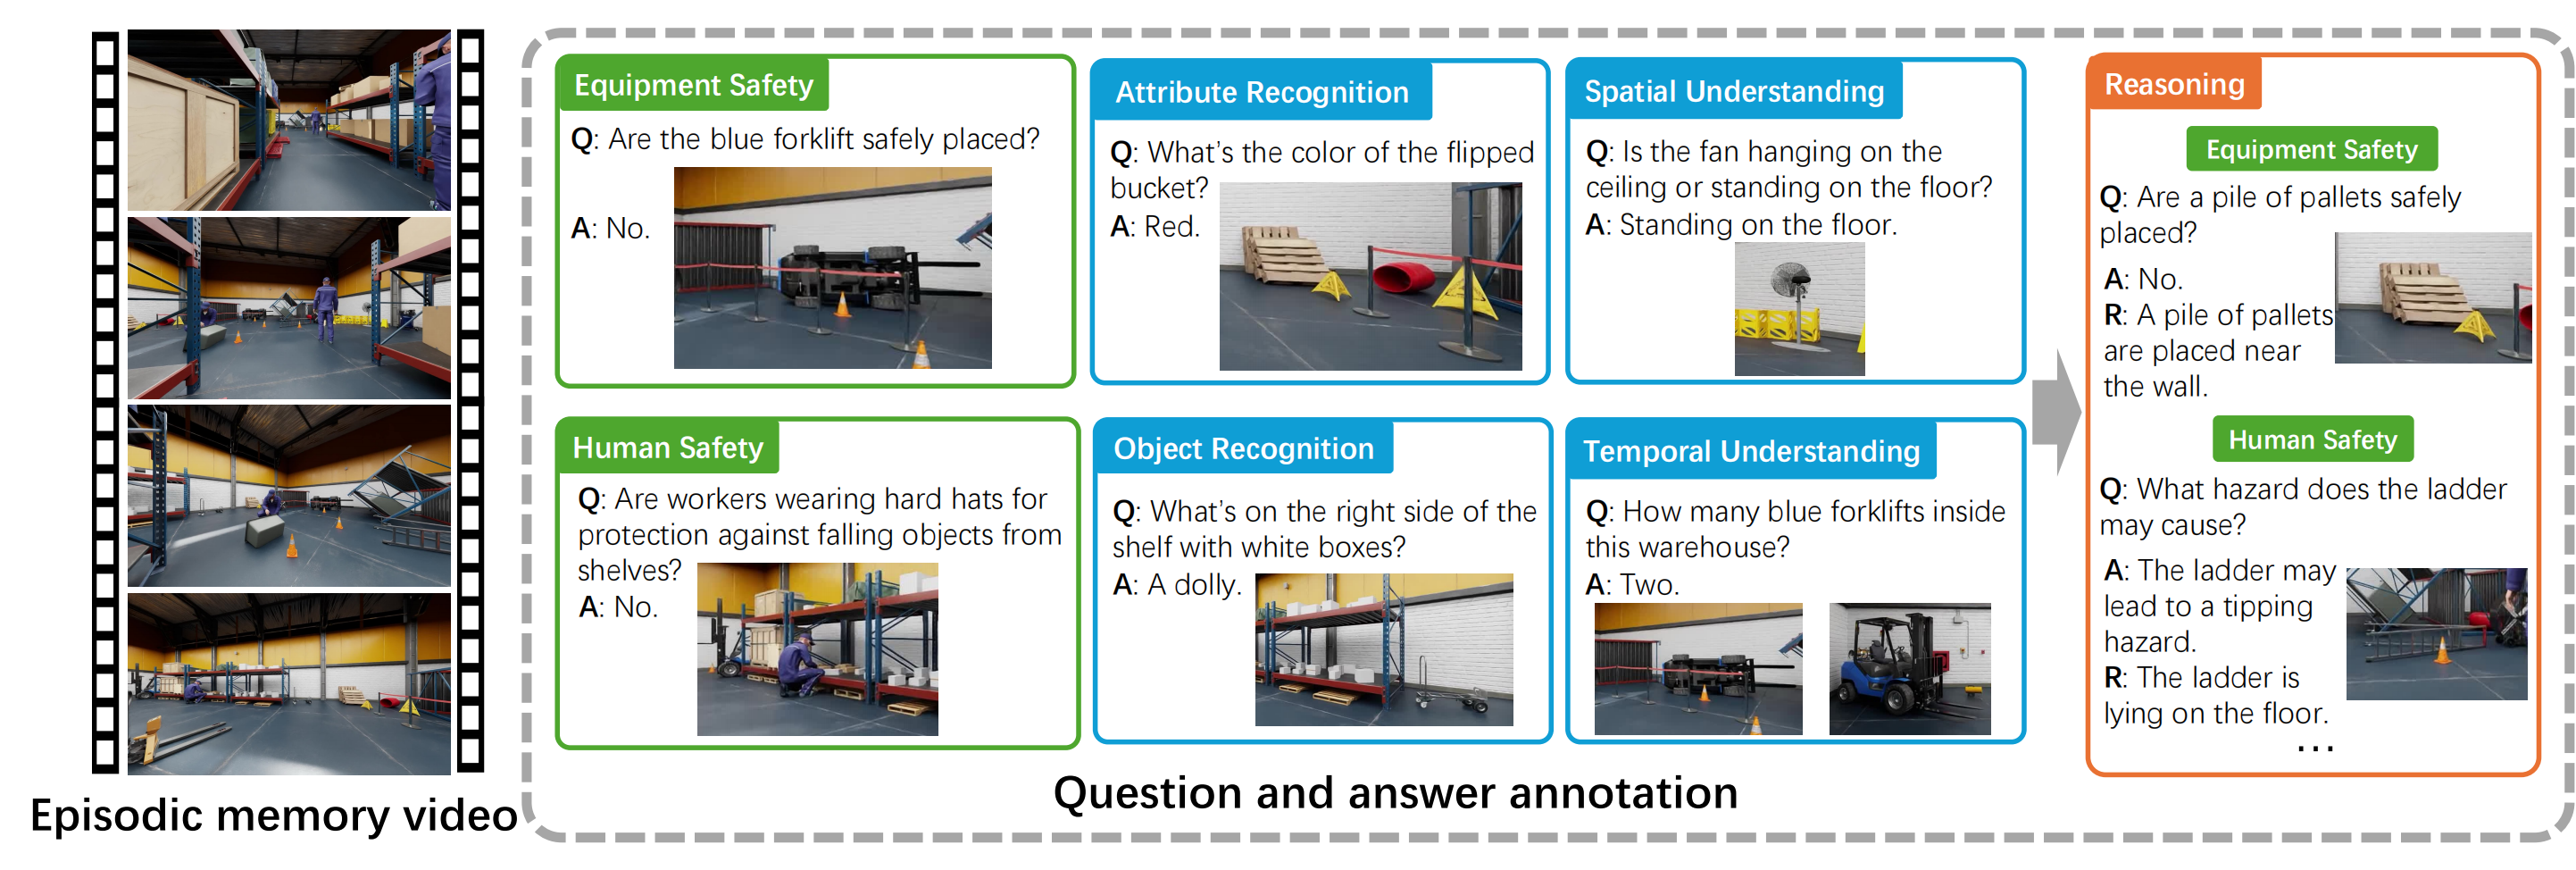 Equipment Safety
Q: Are the blue forklift safely placed?
A: No.
Attribute Recognition
Q: What's the color of the flipped
bucket?
A: Red.
Spatial Understanding
Q: Is the fan hanging on the
ceiling or standing on the floor?
A: Standing on the floor.
Human Safety
Q: Are workers wearing hard hats for
protection against falling objects from
shelves?
A: No.
Object Recognition
Q: What's on the right side of the
shelf with white boxes?
A: A dolly.
Temporal Understanding
Q: How many blue forklifts inside
this warehouse?
A: Two.
Reasoning
Equipment Safety
Q: Are a pile of pallets safely
placed?
A: No.
R: A pile of pallets
are placed near
the wall.
Human Safety
Q: What hazard does the ladder
may cause?
A: The ladder may
lead to a tipping
hazard.
R: The ladder is
lying on the floor.
...
Episodic memory video
Question and answer annotation